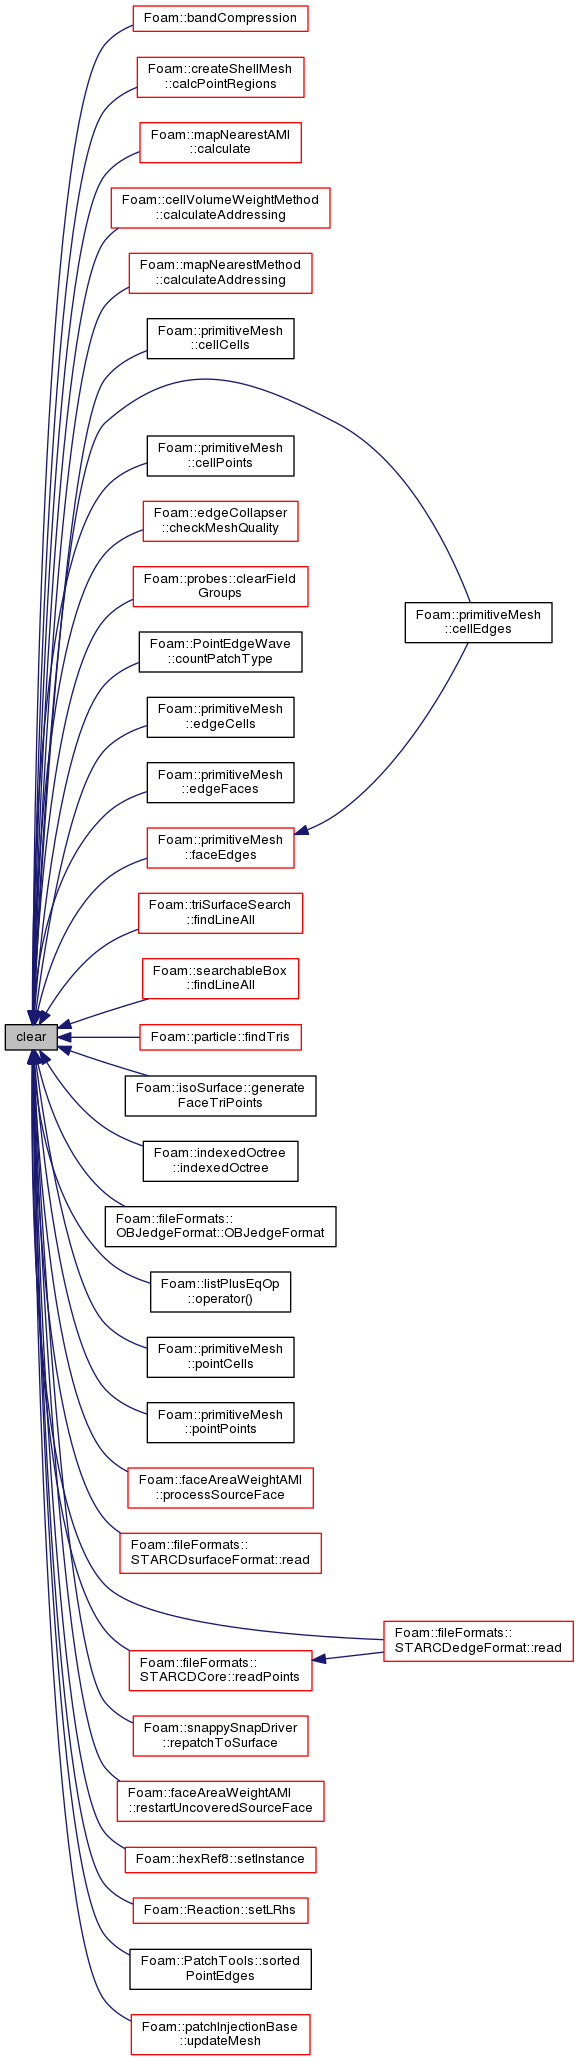 Foam::bandCompression
Foam::createShellMesh
::calcPointRegions
Foam::mapNearestAMI
::calculate
Foam::cellVolumeWeightMethod
::calculateAddressing
Foam::mapNearestMethod
::calculateAddressing
Foam::primitiveMesh
::cellCells
Foam::primitiveMesh
::cellPoints
Foam::edgeCollapser
::checkMeshQuality
Foam::probes::clearField
Groups
Foam::primitiveMesh
::cellEdges
Foam::PointEdgeWave
::countPatchType
Foam::primitiveMesh
::edgeCells
Foam::primitiveMesh
::edgeFaces
Foam::primitiveMesh
::faceEdges
Foam::triSurfaceSearch
::findLineAll
Foam::searchableBox
::findLineAll
clear
Foam::particle::findTris
Foam::isoSurface::generate
FaceTriPoints
Foam::indexedOctree
::indexedOctree
Foam::fileFormats::
OBJedgeFormat::OBJedgeFormat
Foam::listPlusEqOp
::operator()
Foam::primitiveMesh
::pointCells
Foam::primitiveMesh
::pointPoints
Foam::faceAreaWeightAMI
::processSourceFace
Foam::fileFormats::
STARCDsurfaceFormat::read
Foam::fileFormats::
STARCDedgeFormat::read
Foam::fileFormats::
STARCDCore::readPoints
Foam::snappySnapDriver
::repatchToSurface
Foam::faceAreaWeightAMI
::restartUncoveredSourceFace
Foam::hexRef8::setInstance
Foam::Reaction::setLRhs
Foam::PatchTools::sorted
PointEdges
Foam::patchInjectionBase
::updateMesh